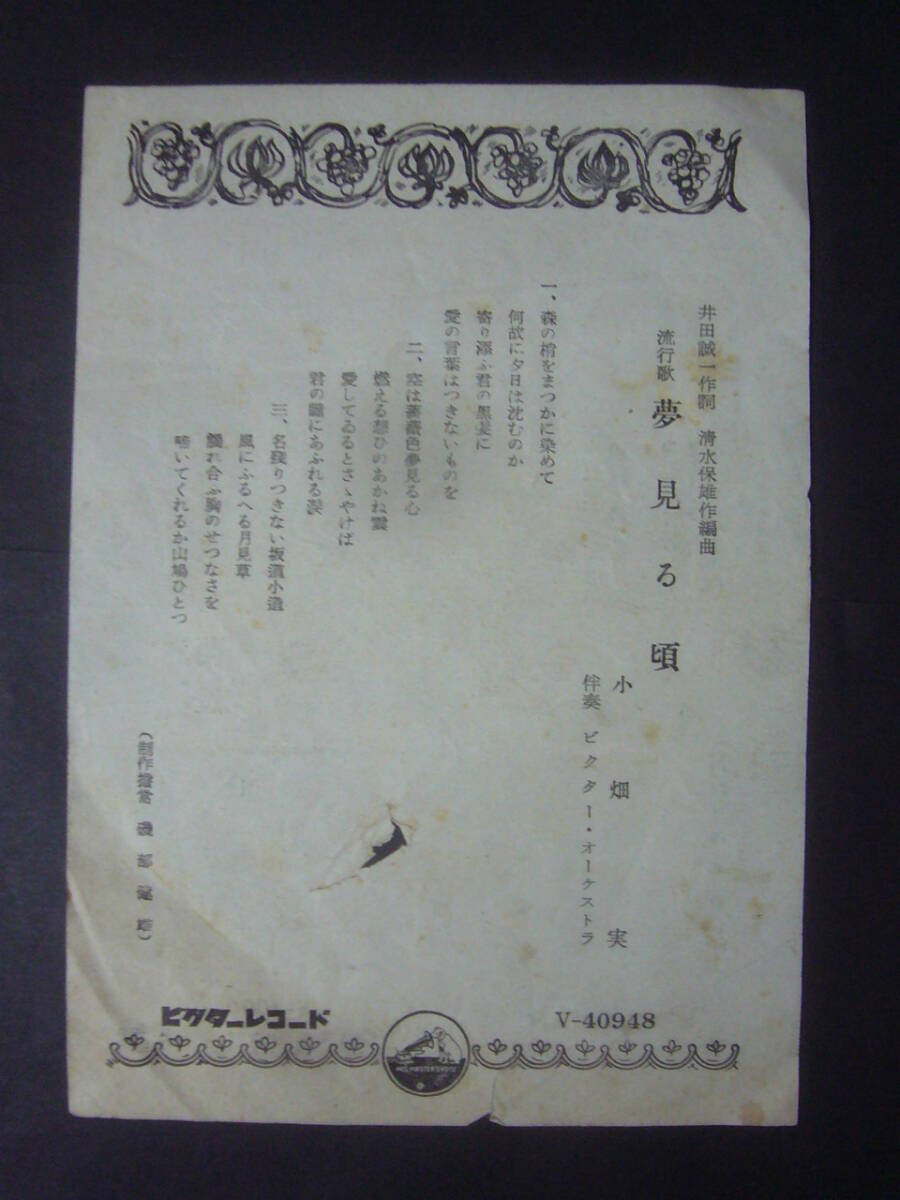 井田誠一作詞 清水保雄作編曲
流行歌 夢見る頃
小畑実
伴奏 ビクター・オーケストラ
一、森の梢をまつかに染めて
何故に夕日は沈むのか
寄り添ふ君の黒髪に
愛の言葉はつきないものを
二、空は薔薇色夢見る心
燃える想ひのあかね雲
愛してゐるとさゝやけば
君の瞳にあふれる涙
三、名残りつきない坂道小道
風にふるへる月見草
觸れ合ふ胸のせつなさを
啼いてくれるか山鳩ひとつ
(制作擔當 磯部健雄)
ビクターレコード
HIS MASTER'S VOICE
V-40948